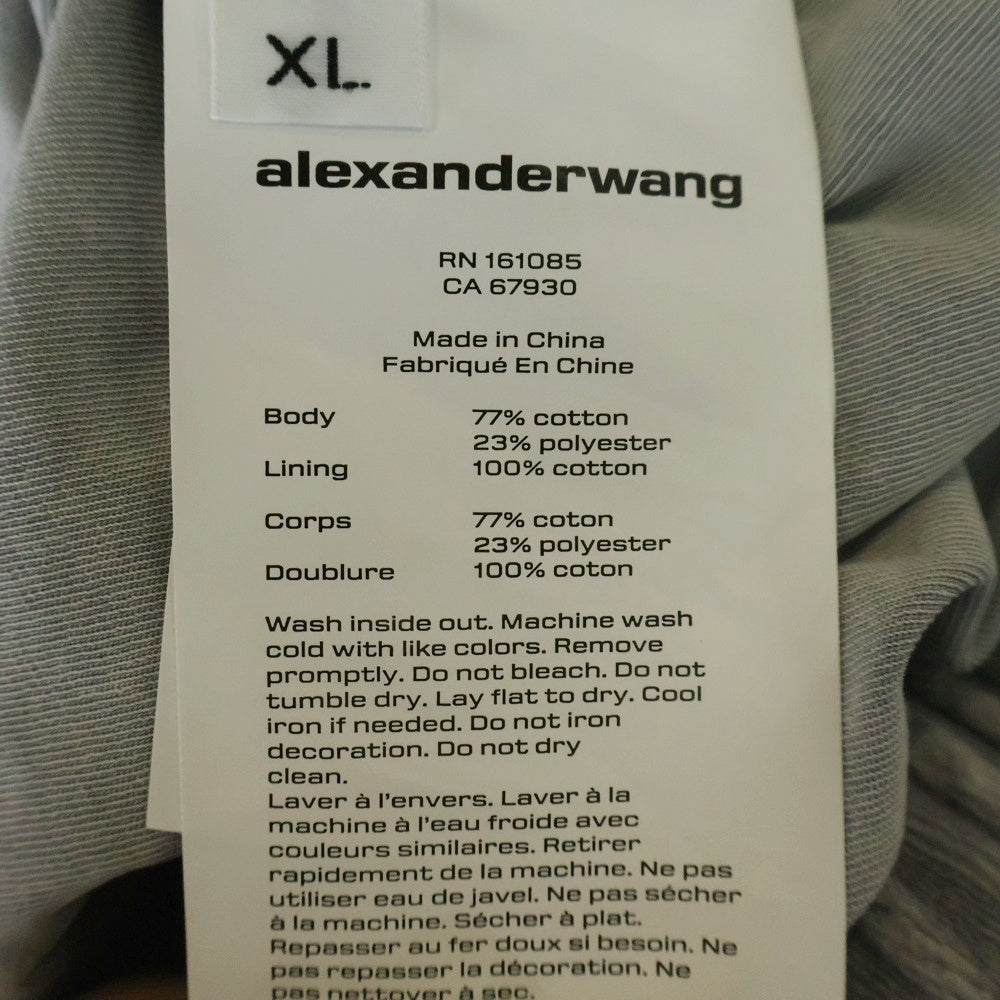 XL
alexanderwang
RN 161085
CA 67930
Made in China
Fabriqué En Chine
Body 77% cotton
23% polyester
Lining 100% cotton
Corps 77% coton
23% polyester
Doublure 100% coton
Wash inside out. Machine wash
cold with like colors. Remove
promptly. Do not bleach. Do not
tumble dry. Lay flat to dry. Cool
iron if needed. Do not iron
decoration. Do not dry
clean.
Laver à l'envers. Laver à la
machine à l'eau froide avec
couleurs similaires. Retirer
rapidement de la machine. Ne pas
utiliser eau de javel. Ne pas sécher
à la machine. Sécher à plat.
Repasser au fer doux si besoin. Ne
pas repasser la décoration. Ne
pas nettoyer à sec.